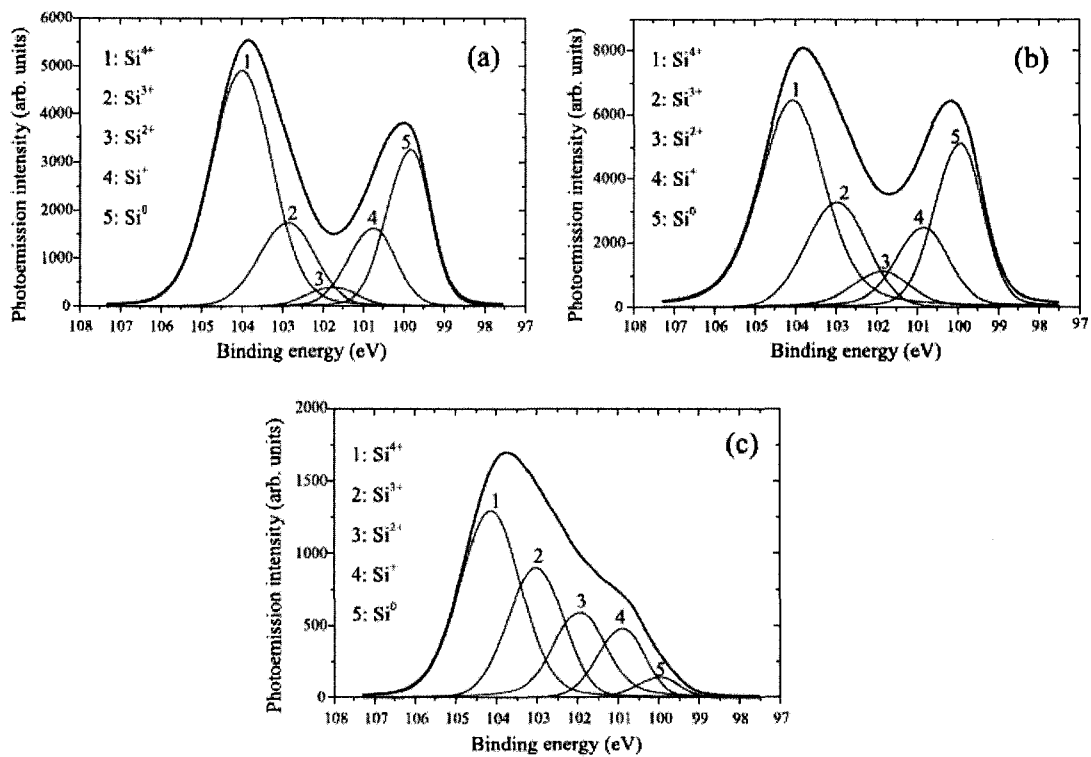 Photoemission intensity (arb. units)
6000
5000
4000
3000
2000
1000
0
1: Si⁴⁺
2: Si³⁺
3: Si²⁺
4: Si⁺
5: Si⁰
(a)
1
2
3
4
5
108 107 106 105 104 103 102 101 100 99 98 97
Binding energy (eV)
Photoemission intensity (arb. units)
8000
6000
4000
2000
0
1: Si⁴⁺
2: Si³⁺
3: Si²⁺
4: Si⁺
5: Si⁰
(b)
1
2
3
4
5
108 107 106 105 104 103 102 101 100 99 98 97
Binding energy (eV)
Photoemission intensity (arb. units)
2000
1500
1000
500
0
1: Si⁴⁺
2: Si³⁺
3: Si²⁺
4: Si⁺
5: Si⁰
(c)
1
2
3
4
5
108 107 106 105 104 103 102 101 100 99 98 97
Binding energy (eV)